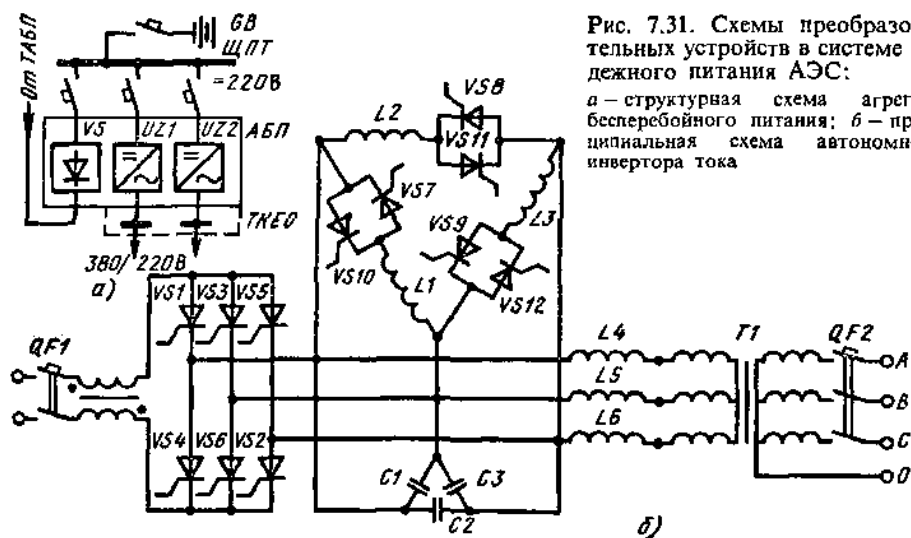 Рис. 7.31. Схемы преобразо
тельных устройств в системе
дежного питания АЭС:
а — структурная схема агрег
бесперебойного питания; б — пр
ципиальная схема автономн
инвертора тока
От ТАБП
GB
ЩПТ
=220В
VS
UZ1
UZ2
АБП
ТКЕО
380/220В
а)
VS8
L2
VS11
VS7
VS9
L3
VS10
L1
VS12
VS1
VS3
VS5
QF1
L4
T1
QF2
A
L5
B
L6
C
VS4
VS6
VS2
0
C1
C3
C2
б)